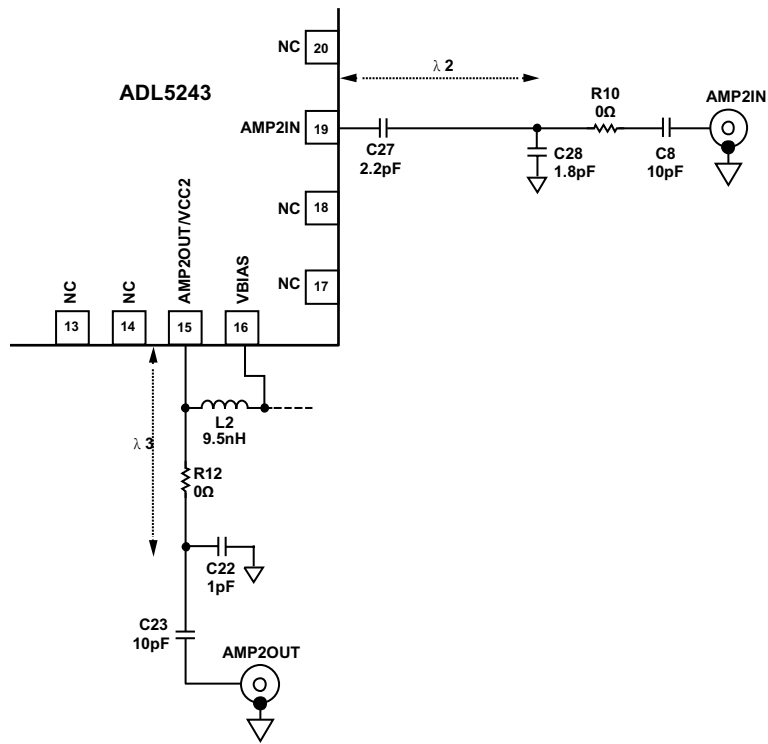 NC
20
λ 2
ADL5243
R10
0Ω
AMP2IN
AMP2IN
19
C27
2.2pF
C28
1.8pF
C8
10pF
NC
18
NC
17
NC
NC
AMP2OUT/VCC2
VBIAS
13
14
15
16
L2
9.5nH
λ 3
R12
0Ω
C22
1pF
C23
10pF
AMP2OUT